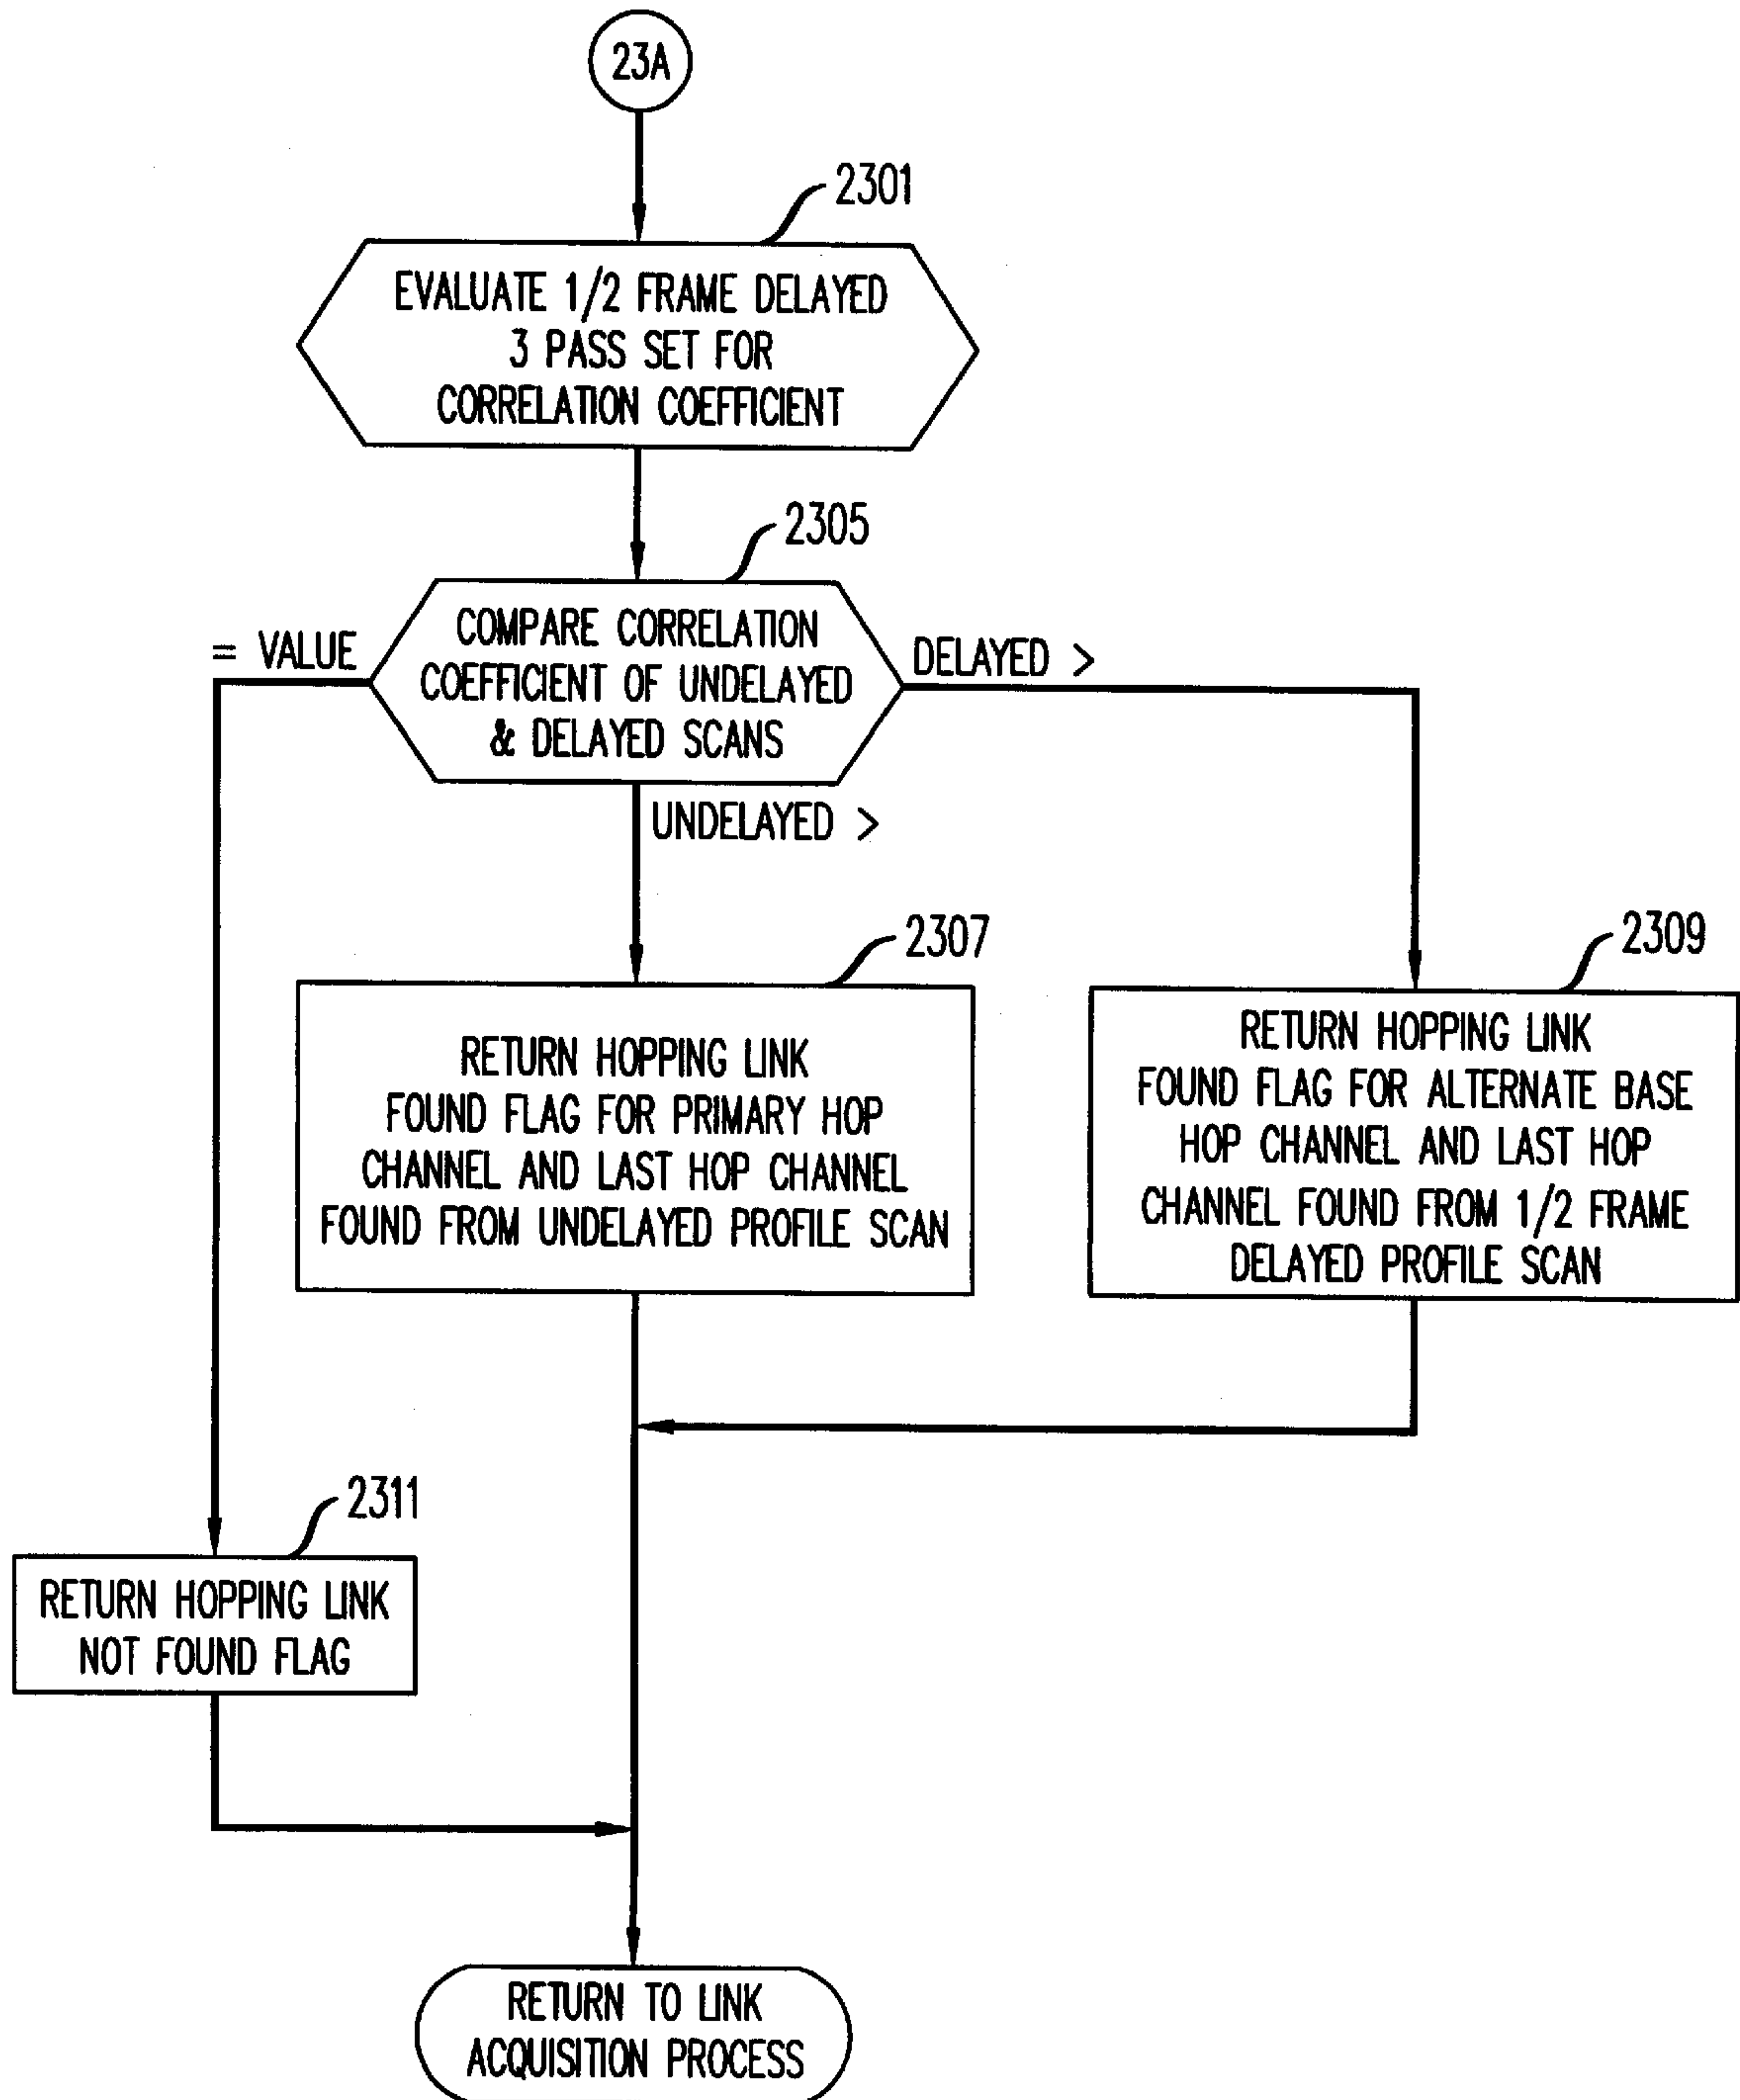 23A
2301
EVALUATE 1/2 FRAME DELAYED
3 PASS SET FOR
CORRELATION COEFFICIENT
2305
COMPARE CORRELATION
COEFFICIENT OF UNDELAYED
& DELAYED SCANS
= VALUE
DELAYED >
UNDELAYED >
2307
RETURN HOPPING LINK
FOUND FLAG FOR PRIMARY HOP
CHANNEL AND LAST HOP CHANNEL
FOUND FROM UNDELAYED PROFILE SCAN
2309
RETURN HOPPING LINK
FOUND FLAG FOR ALTERNATE BASE
HOP CHANNEL AND LAST HOP
CHANNEL FOUND FROM 1/2 FRAME
DELAYED PROFILE SCAN
2311
RETURN HOPPING LINK
NOT FOUND FLAG
RETURN TO LINK
ACQUISITION PROCESS